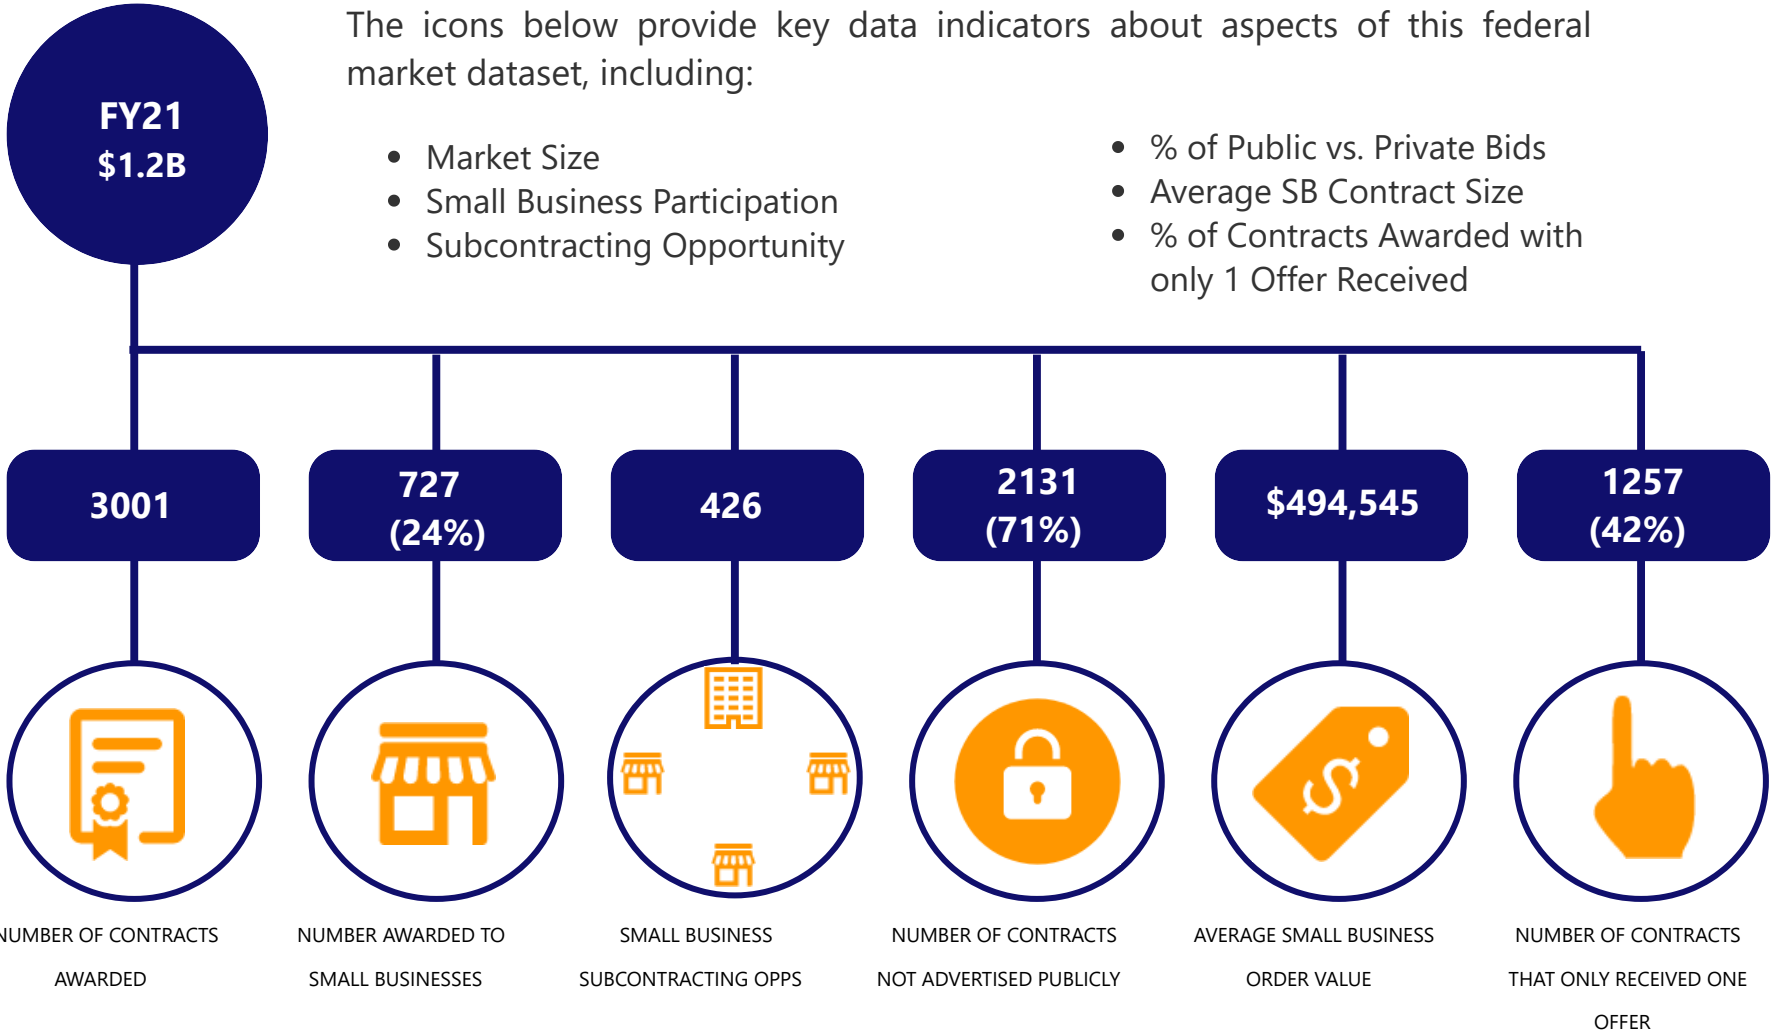 The icons below provide key data indicators about aspects of this federal
market dataset, including:
FY21
$1.2B
• Market Size
• Small Business Participation
• Subcontracting Opportunity
• % of Public vs. Private Bids
• Average SB Contract Size
• % of Contracts Awarded with
only 1 Offer Received
3001
727
(24%)
426
2131
(71%)
$494,545
1257
(42%)
NUMBER OF CONTRACTS
AWARDED
NUMBER AWARDED TO
SMALL BUSINESSES
SMALL BUSINESS
SUBCONTRACTING OPPS
NUMBER OF CONTRACTS
NOT ADVERTISED PUBLICLY
AVERAGE SMALL BUSINESS
ORDER VALUE
NUMBER OF CONTRACTS
THAT ONLY RECEIVED ONE
OFFER